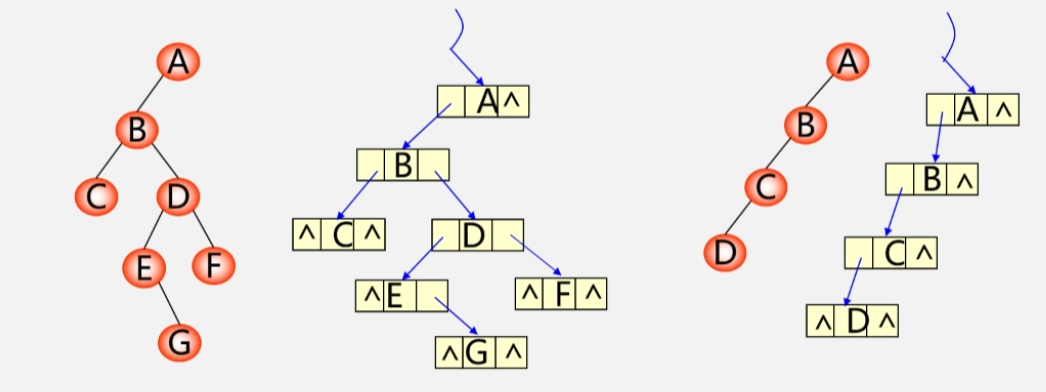 A
B
C D
E F
G
A ^
B
^ C ^ D
^ E ^ F ^
^ G ^
A
B
C
D
A ^
B ^
C ^
^ D ^